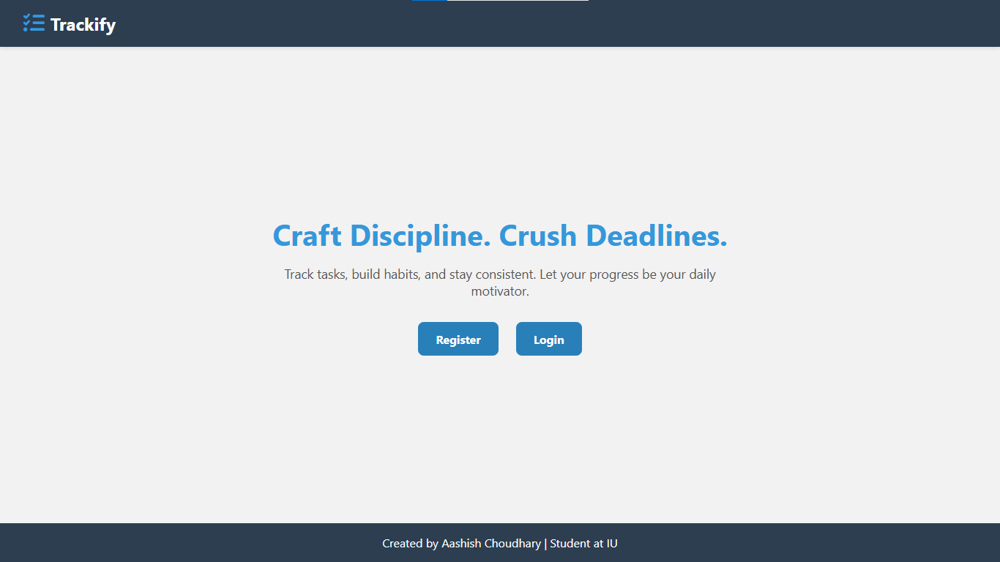 Trackify
Craft Discipline. Crush Deadlines.
Track tasks, build habits, and stay consistent. Let your progress be your daily
motivator.
Register
Login
Created by Aashish Choudhary | Student at IU